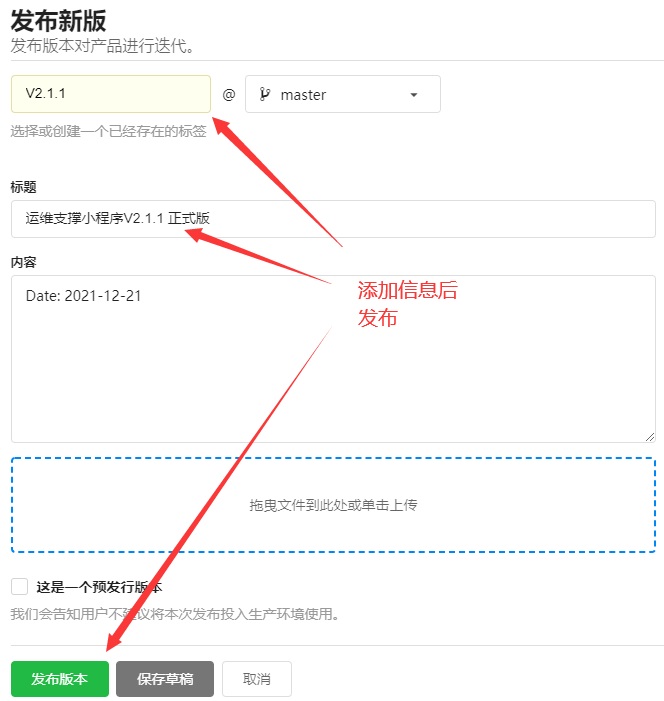 发布新版
发布版本对产品进行迭代。
V2.1.1 @ master
选择或创建一个已经存在的标签
标题
运维支撑小程序V2.1.1 正式版
内容
Date: 2021-12-21
添加信息后
发布
拖曳文件到此处或单击上传
这是一个预发行版本
我们会告知用户不建议将本次发布投入生产环境使用。
发布版本 保存草稿 取消